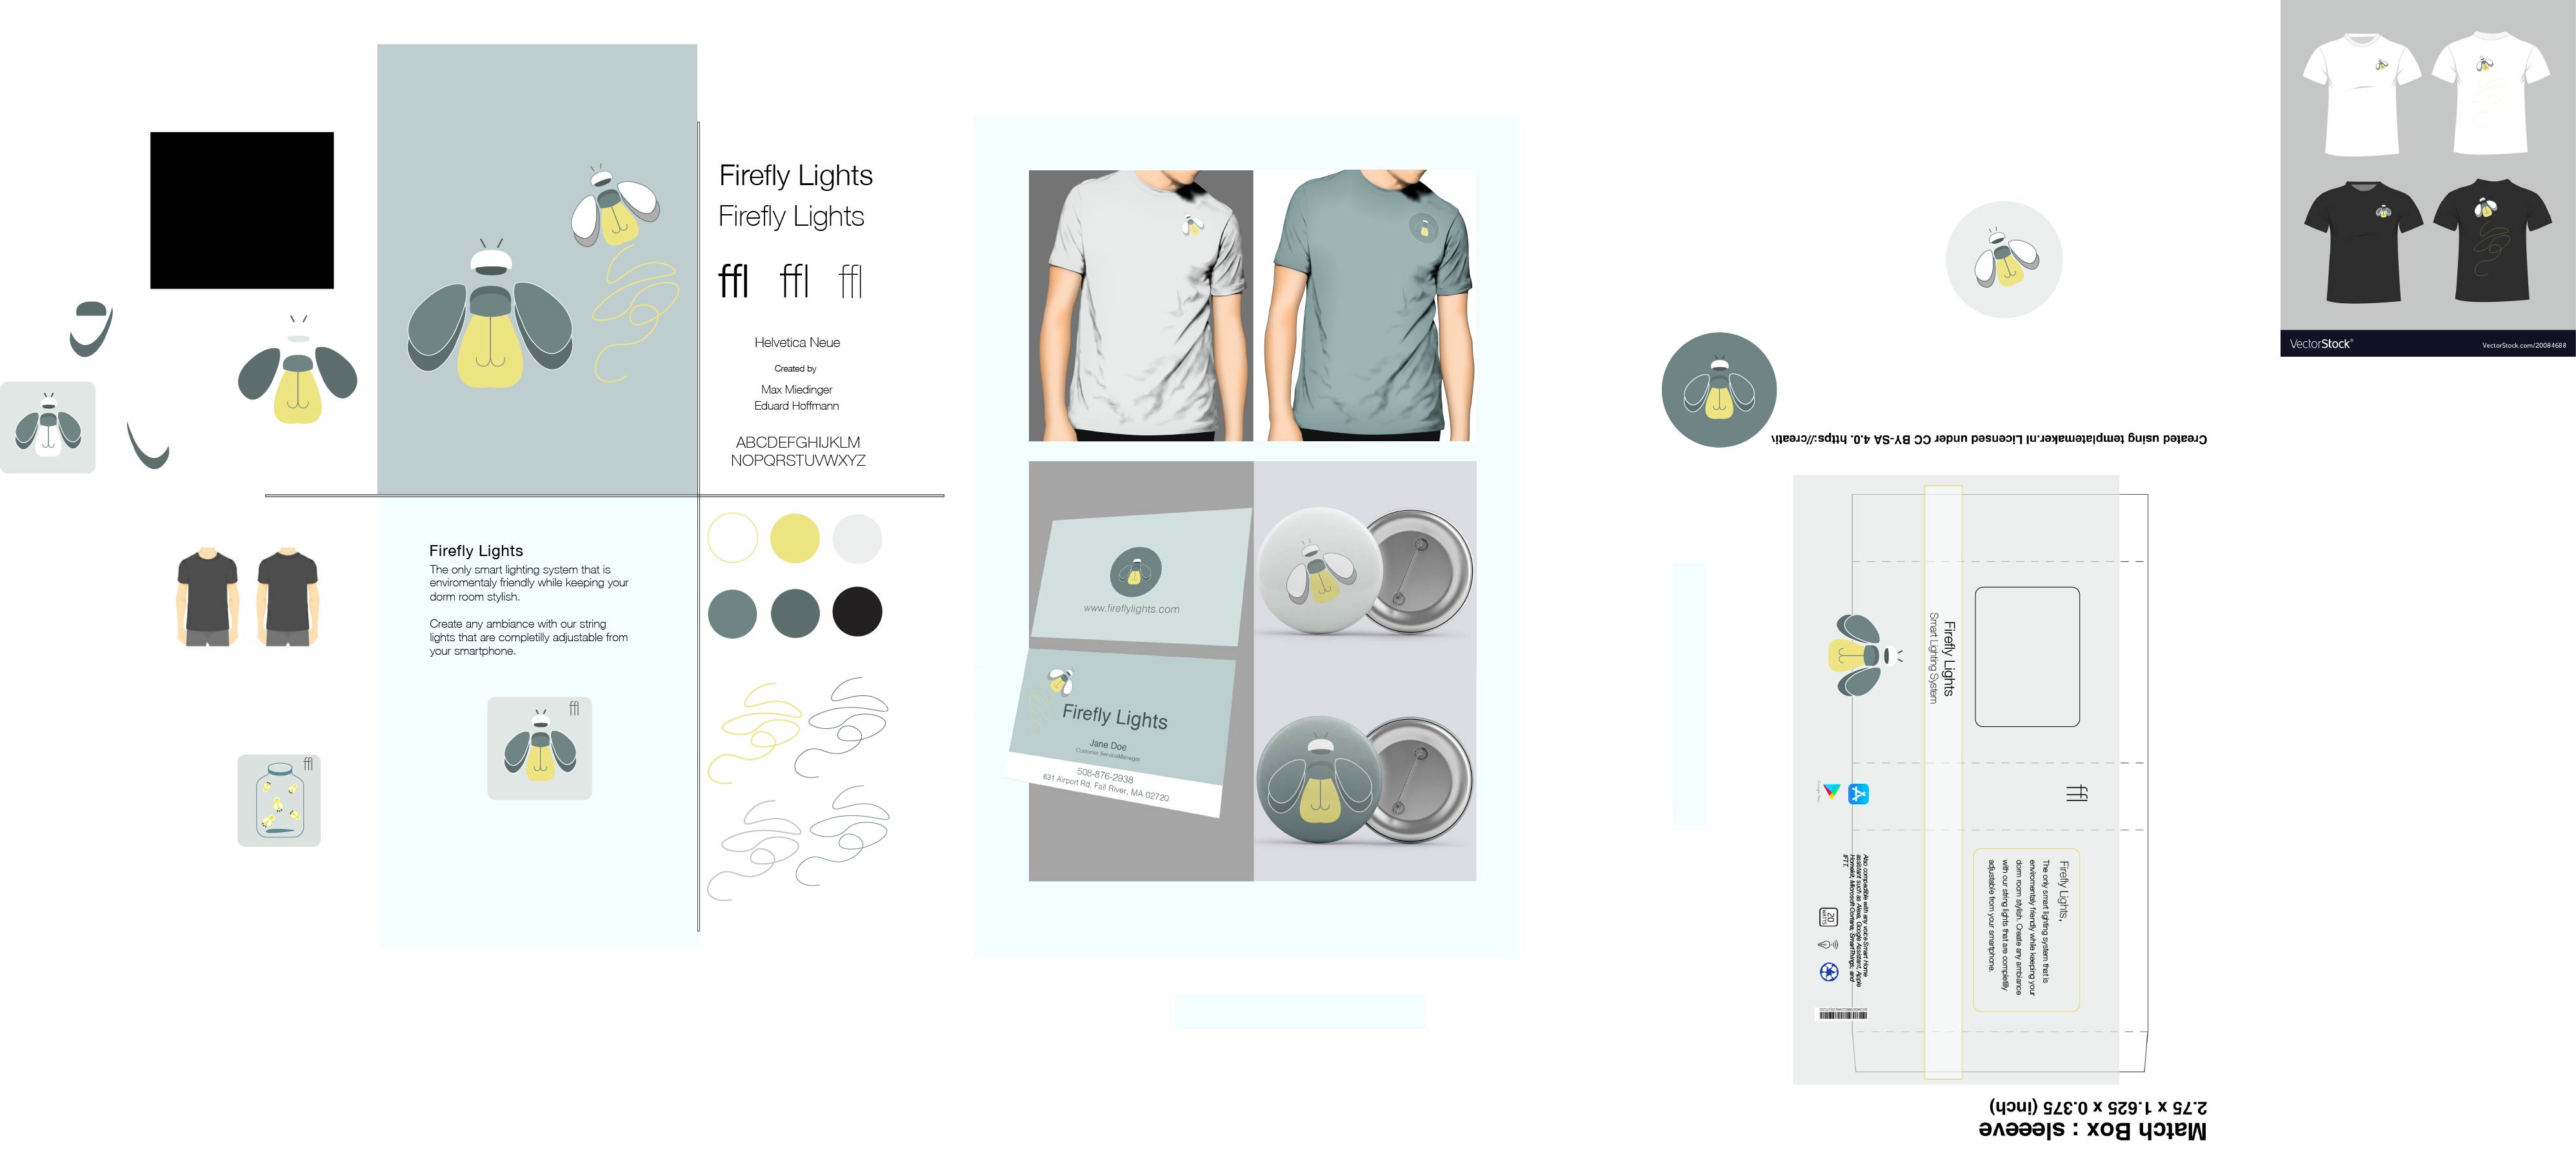 Firefly Lights
Firefly Lights
ffl ffl ffl
Helvetica Neue
Created by
Max Miedinger
Eduard Hoffmann
ABCDEFGHIJKLM
NOPQRSTUVWXYZ
Firefly Lights
The only smart lighting system that is
enviromentaly friendly while keeping your
dorm room stylish.
Create any ambiance with our string
lights that are completilly adjustable from
your smartphone.
ffl
ffl
www.fireflylights.com
Firefly Lights
Jane Doe
Customer ServiceManager
508-876-2938
631 Airport Rd, Fall River, MA 02720
Created using templatemaker.nl Licensed under CC BY-SA 4.0. https://creativ
Firefly Lights
Smart Lighting System
ffl
Firefly Lights,
The only smart lighting system that is
enviromentaly friendly while keeping your
dorm room stylish. Create any ambiance
with our string lights that are completilly
adjustable from your smartphone.
Also compatible with any voice Smart Home
assistant such as Alexa, Google Assistant, Apple
Homekit, Microsoft Cortana, SmartThings, and
IFTT.
20
WATTS
Match Box : sleeeve
2.75 x 1.625 x 0.375 (inch)
VectorStock®
VectorStock.com/20084688